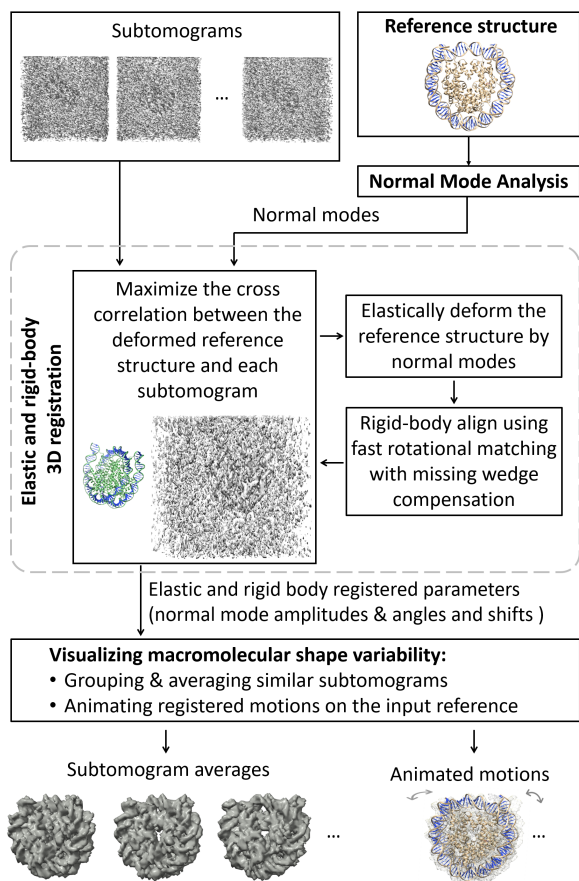 Subtomograms
...
Reference structure
Normal Mode Analysis
Normal modes
Elastic and rigid-body
3D registration
Maximize the cross
correlation between the
deformed reference
structure and each
subtomogram
Elastically deform the
reference structure by
normal modes
Rigid-body align using
fast rotational matching
with missing wedge
compensation
Elastic and rigid body registered parameters
(normal mode amplitudes & angles and shifts )
Visualizing macromolecular shape variability:
• Grouping & averaging similar subtomograms
• Animating registered motions on the input reference
Subtomogram averages
...
Animated motions
...